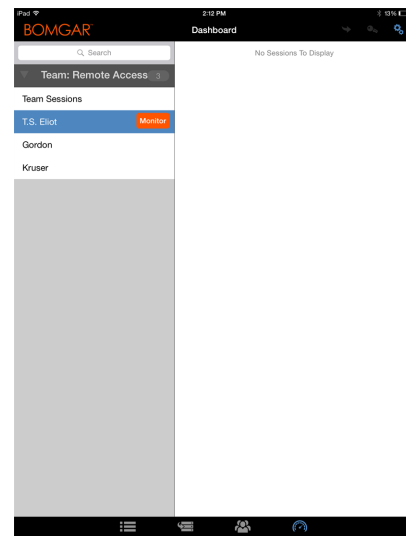 iPad 2:12 PM 13%
BOMGAR™ Dashboard
Search
No Sessions To Display
Team: Remote Access 3
Team Sessions
T.S. Eliot Monitor
Gordon
Kruser